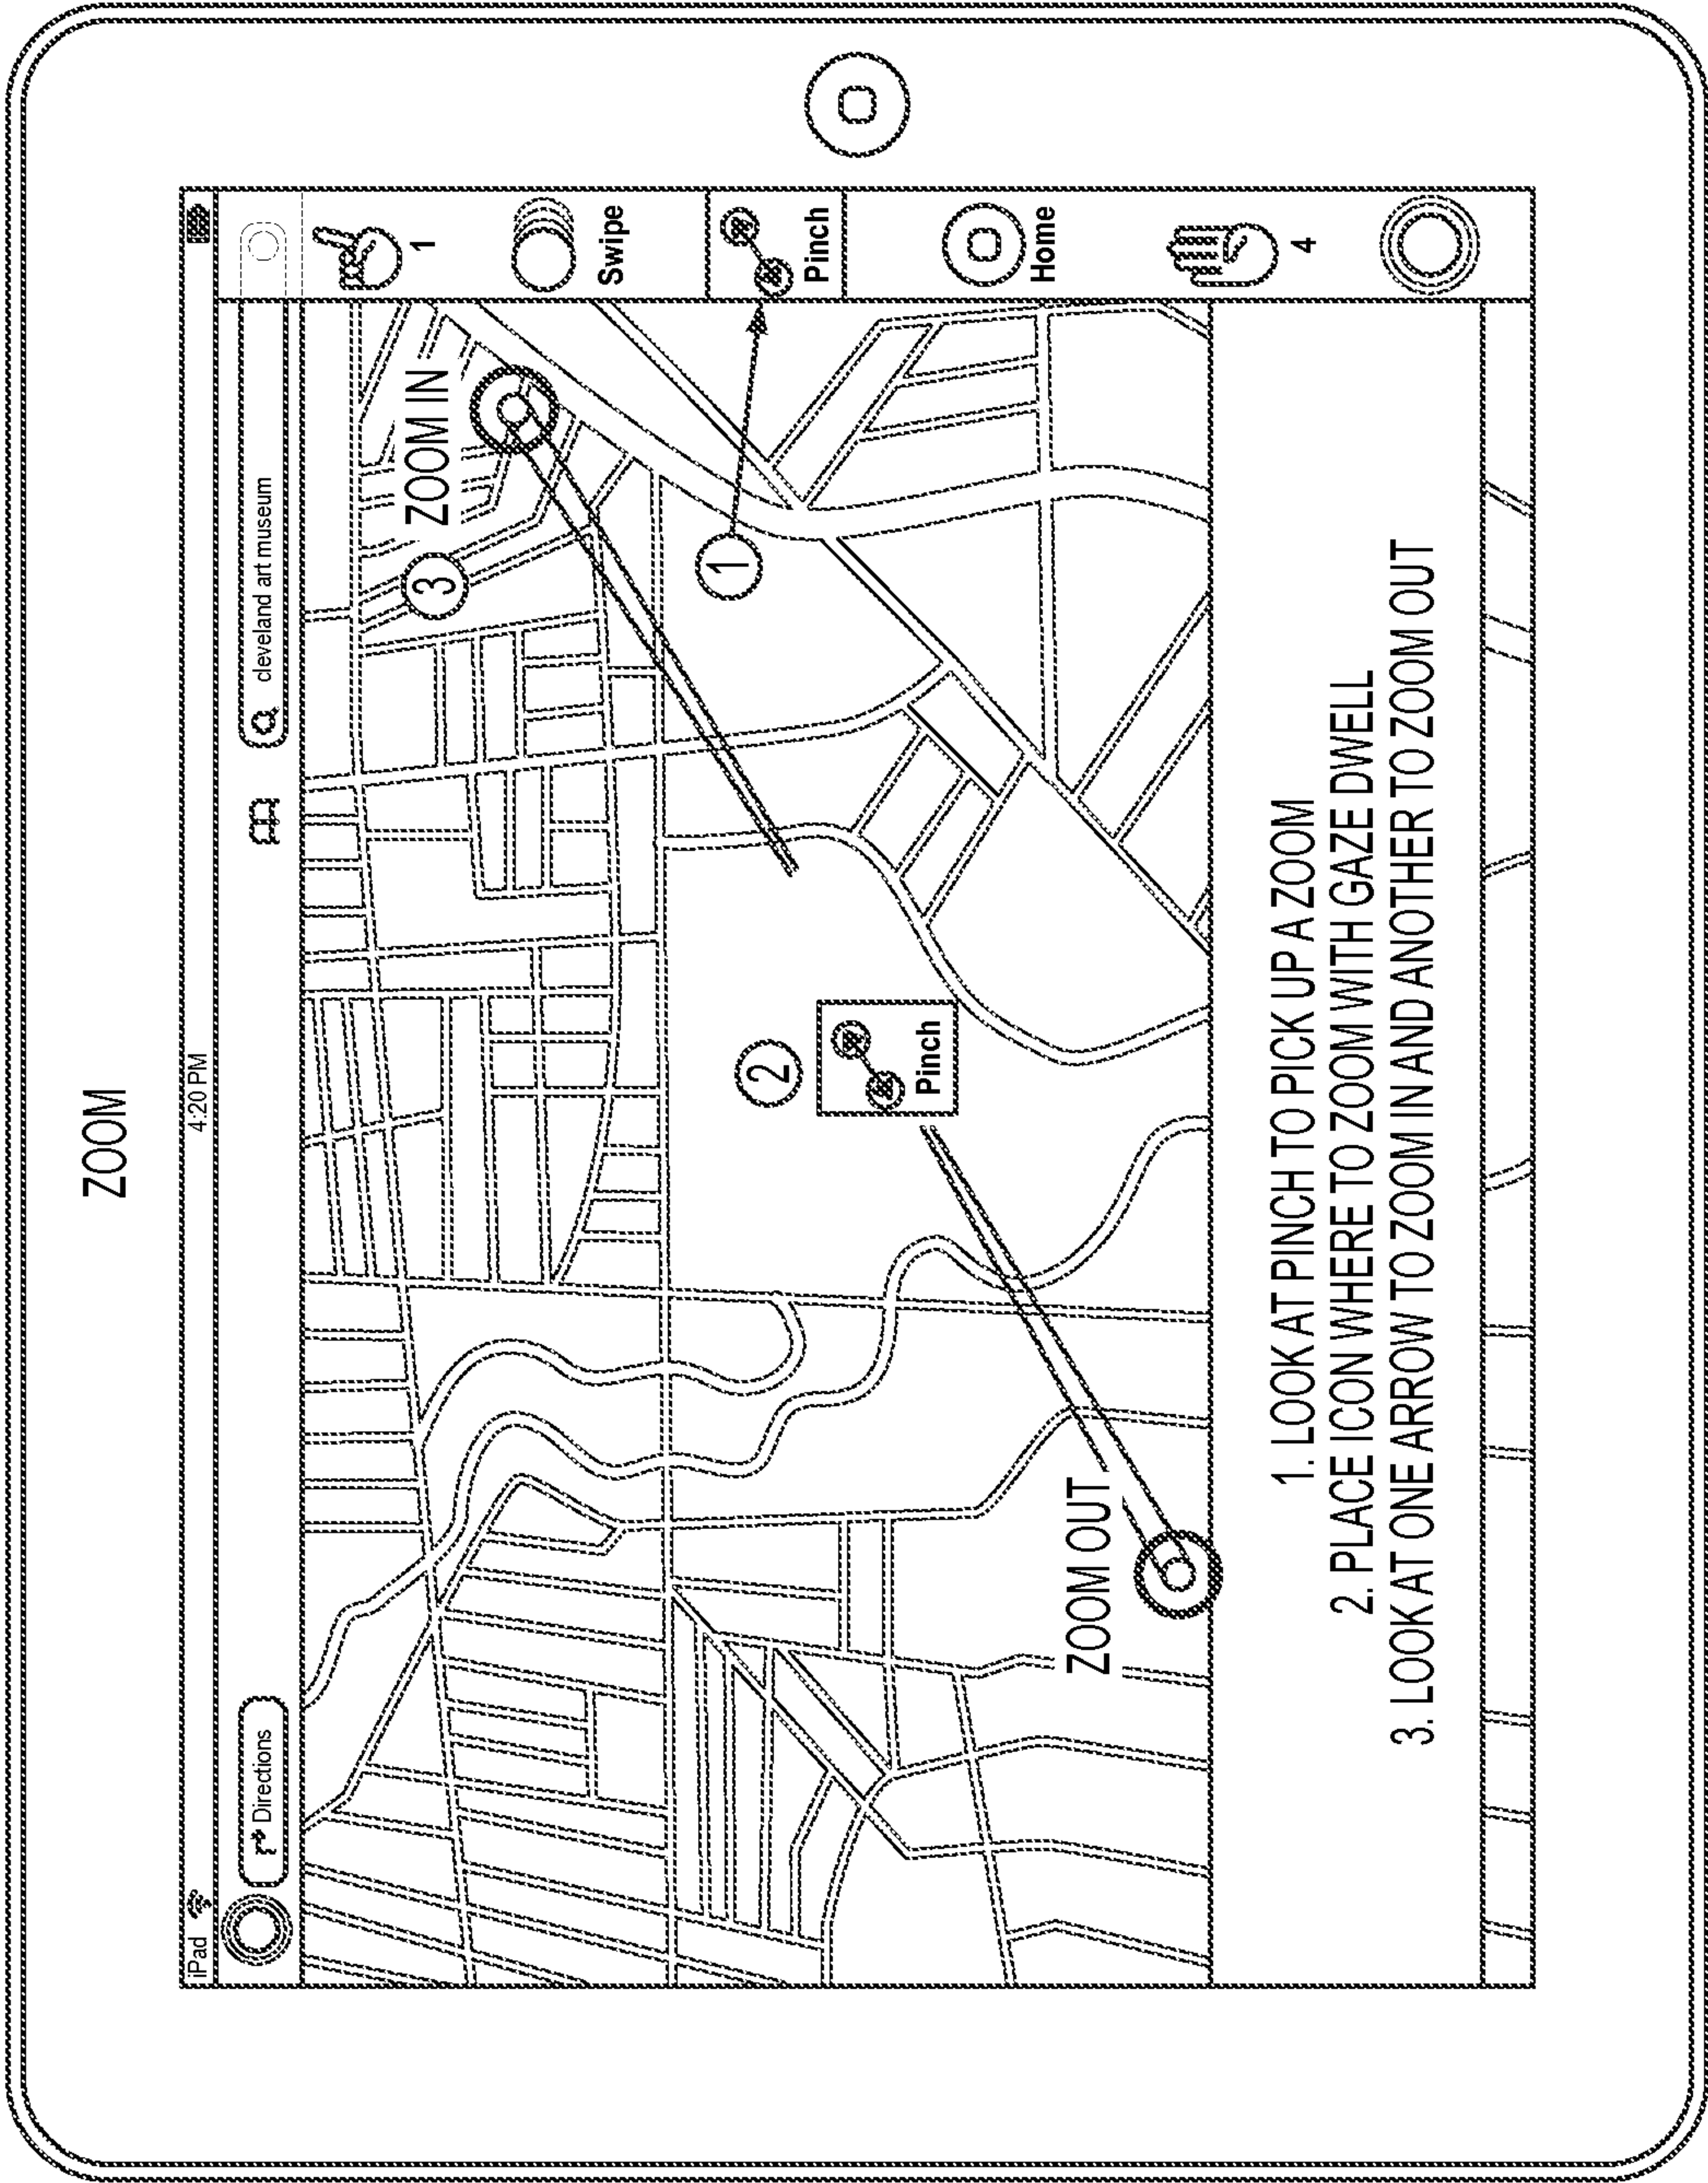 ZOOM
iPad
4:20 PM
Directions
cleveland art museum
1
Swipe
Pinch
Home
4
ZOOM IN
3
1
2
Pinch
ZOOM OUT
1. LOOK AT PINCH TO PICK UP A ZOOM
2. PLACE ICON WHERE TO ZOOM WITH GAZE DWELL
3. LOOK AT ONE ARROW TO ZOOM IN AND ANOTHER TO ZOOM OUT